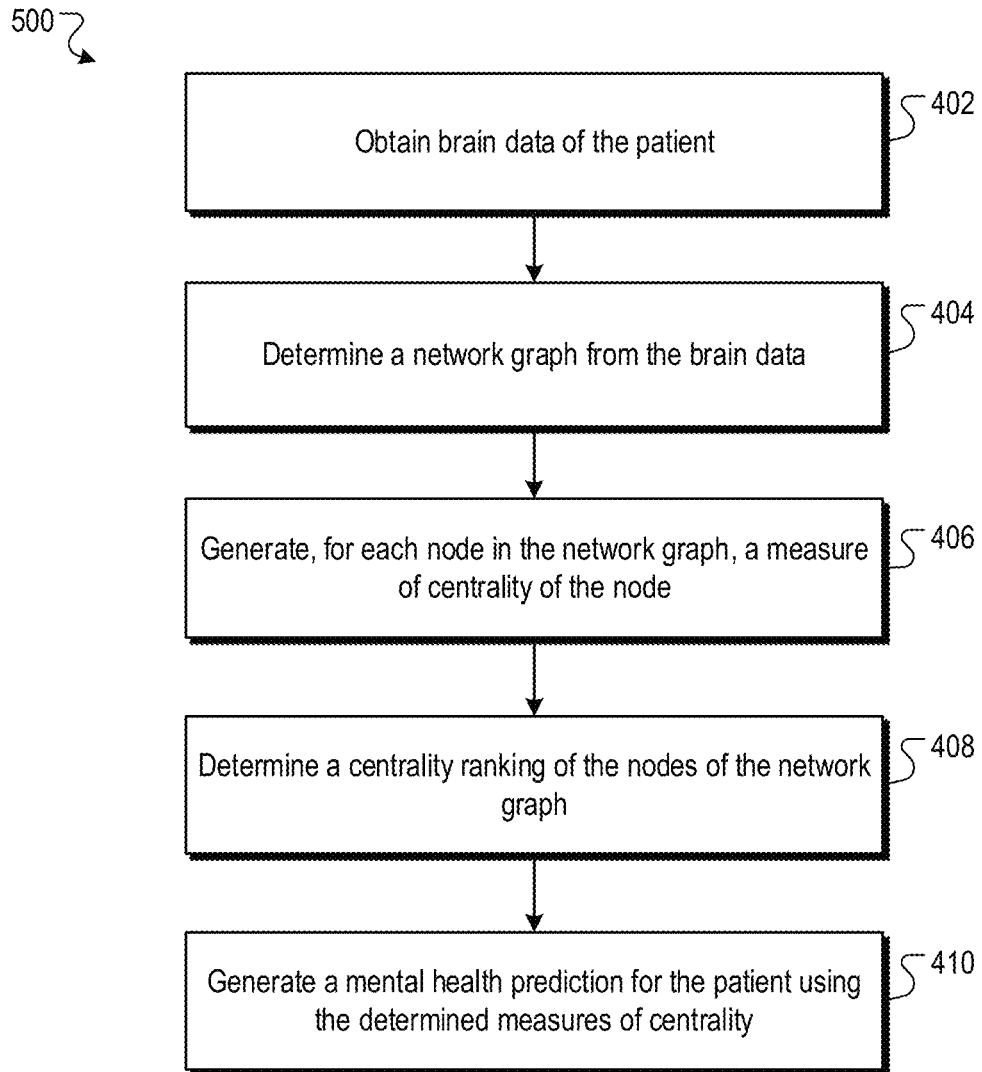 500
Obtain brain data of the patient
402
Determine a network graph from the brain data
404
Generate, for each node in the network graph, a measure
of centrality of the node
406
Determine a centrality ranking of the nodes of the network
graph
408
Generate a mental health prediction for the patient using
the determined measures of centrality
410